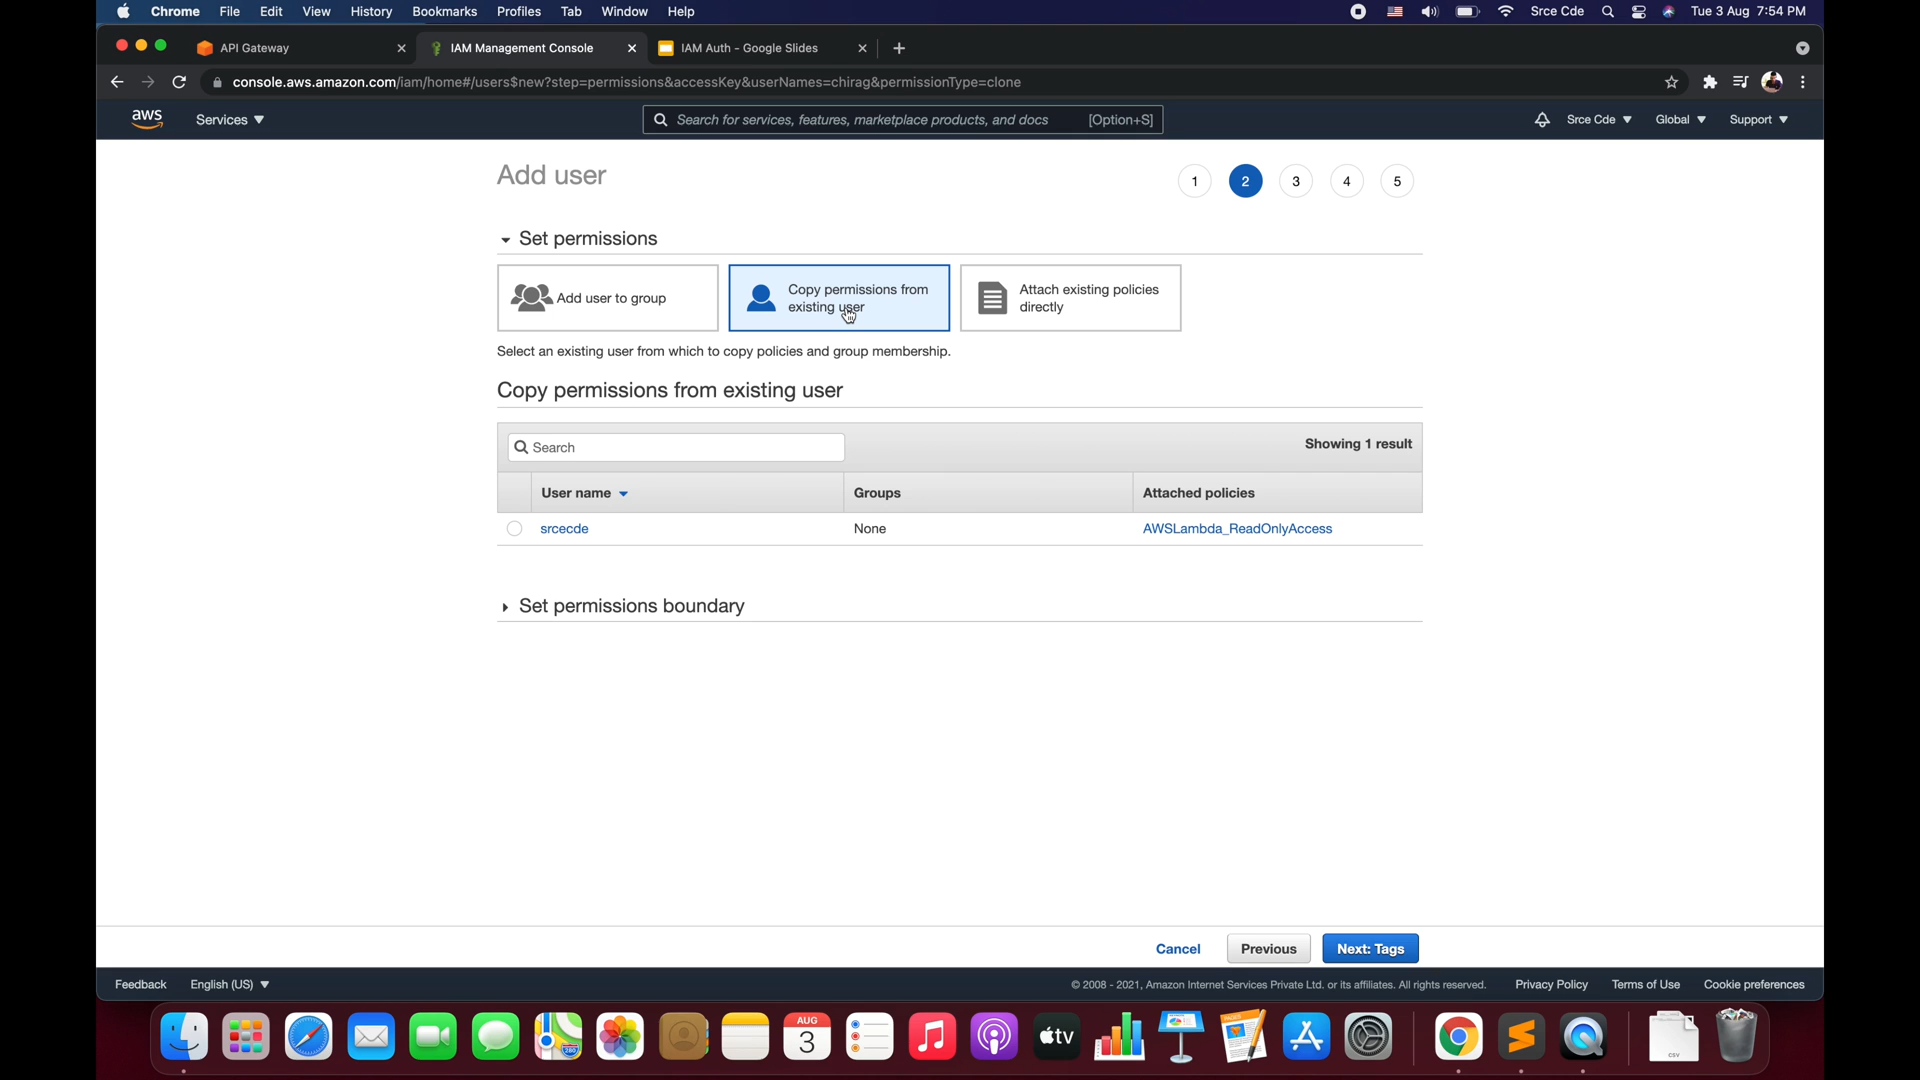 Chrome File Edit View History Bookmarks Profiles Tab Window Help Srce Cde Tue 3 Aug 7:54 PM
API Gateway IAM Management Console IAM Auth - Google Slides
console.aws.amazon.com/iam/home#/users$new?step=permissions&accessKey&userNames=chirag&permissionType=clone
aws Services Search for services, features, marketplace products, and docs [Option+S] Srce Cde Global Support
Add user 1 2 3 4 5
Set permissions
Add user to group
Copy permissions from
existing user
Attach existing policies
directly
Select an existing user from which to copy policies and group membership.
Copy permissions from existing user
Search Showing 1 result
User name Groups Attached policies
srcecde None AWSLambda_ReadOnlyAccess
Set permissions boundary
Cancel Previous Next: Tags
Feedback English (US) © 2008 - 2021, Amazon Internet Services Private Ltd. or its affiliates. All rights reserved. Privacy Policy Terms of Use Cookie preferences
AUG
3
280
tv
PAGES
CSV